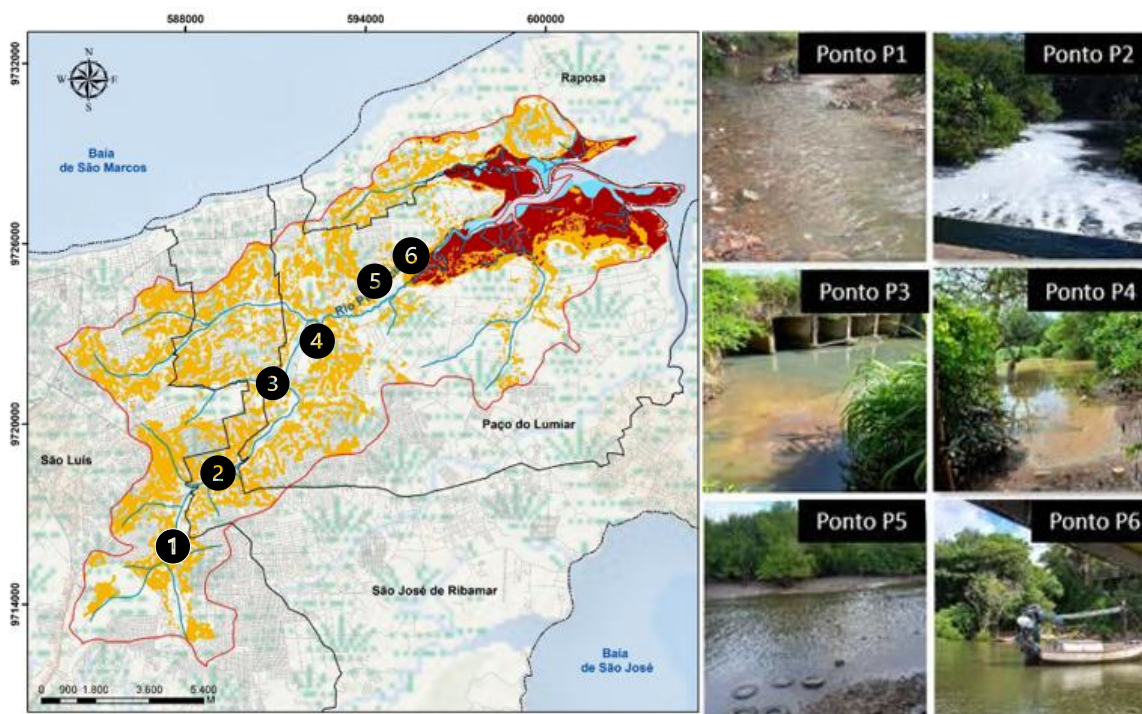 588000
594000
600000
9732000
9726000
9720000
9714000
N
W
E
S
Baía
de São Marcos
Raposa
6
5
4
3
Paço do Lumiar
São Luís
2
1
São José de Ribamar
Baía
de São José
0 900 1.800 3.600 5.400
M
Ponto P1
Ponto P2
Ponto P3
Ponto P4
Ponto P5
Ponto P6